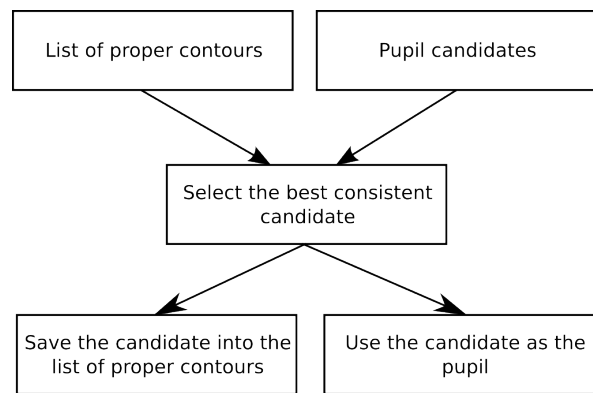 List of proper contours
Pupil candidates
Select the best consistent
candidate
Save the candidate into the
list of proper contours
Use the candidate as the
pupil